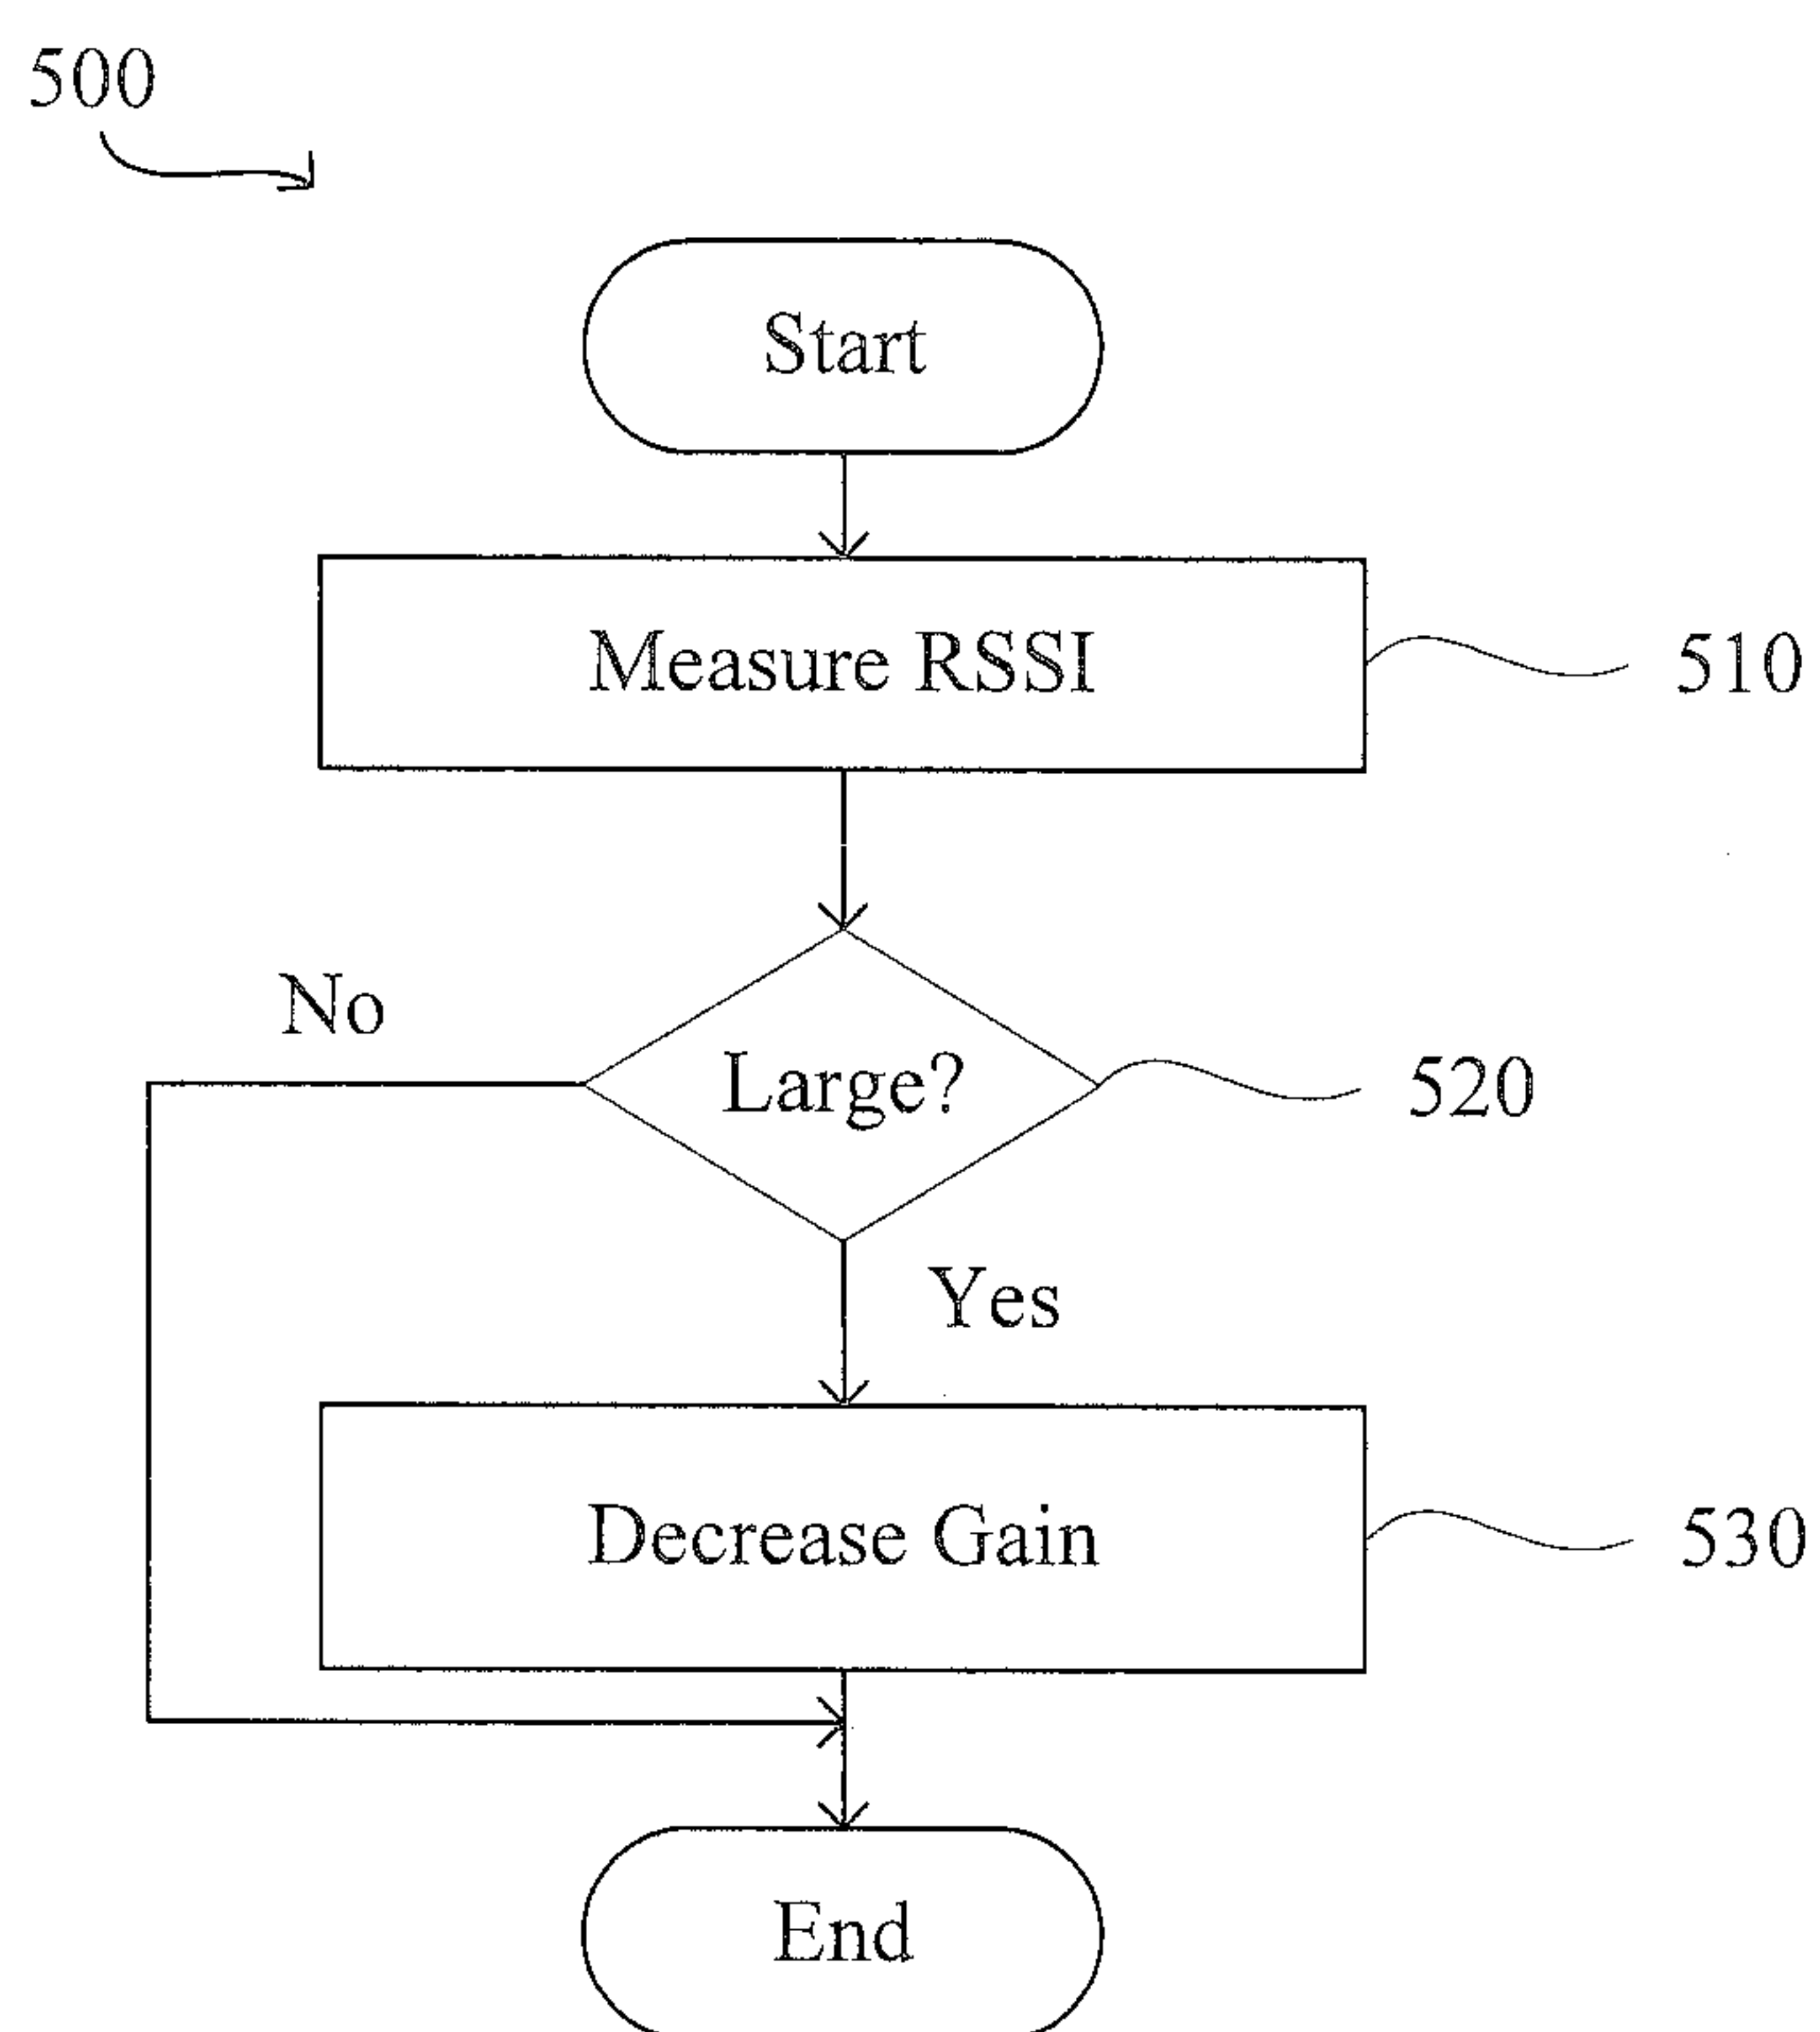 500
Start
Measure RSSI
510
No
Large?
520
Yes
Decrease Gain
530
End